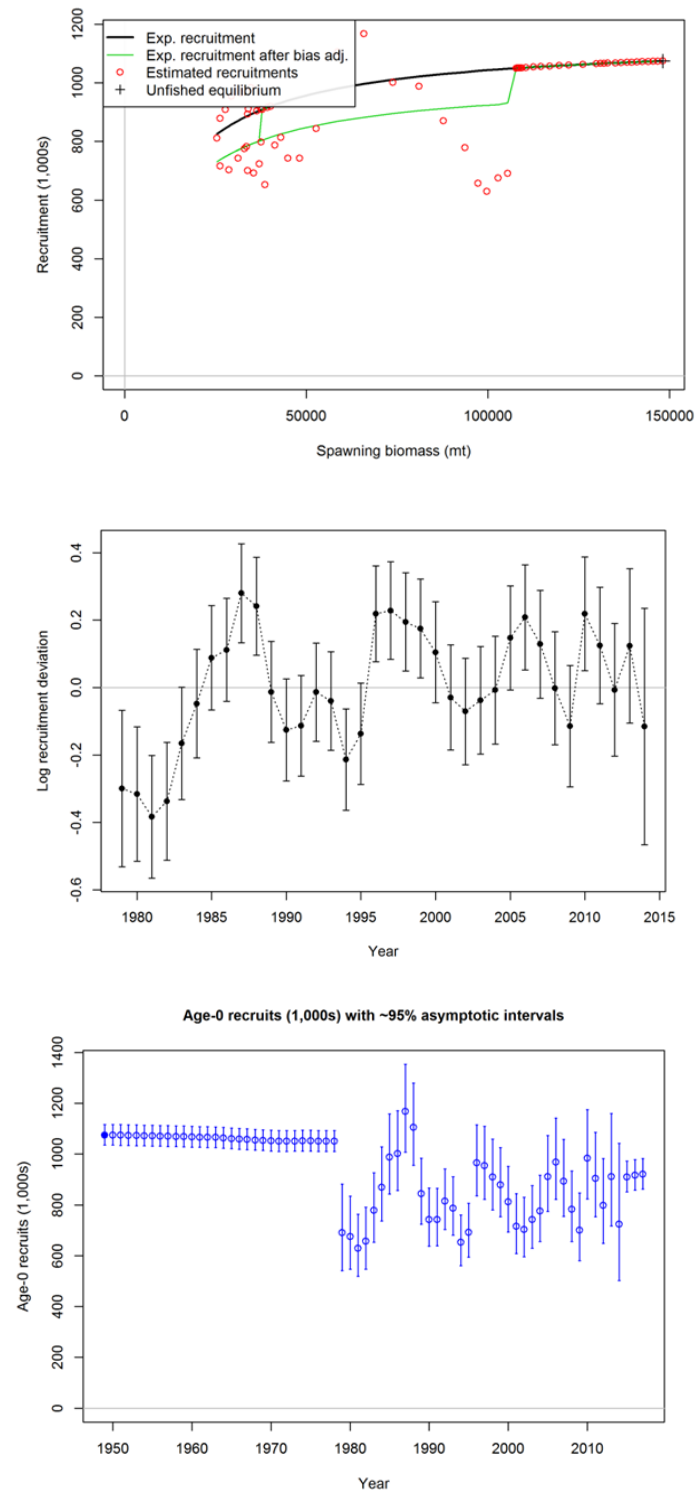 Exp. recruitment
Exp. recruitment after bias adj.
Estimated recruitments
Unfished equilibrium
Recruitment (1,000s)
1200
1000
800
600
400
200
0
0 50000 100000 150000
Spawning biomass (mt)
Log recruitment deviation
0.4
0.2
0.0
-0.2
-0.4
-0.6
1980 1985 1990 1995 2000 2005 2010 2015
Year
Age-0 recruits (1,000s) with ~95% asymptotic intervals
Age-0 recruits (1,000s)
1400
1200
1000
800
600
400
200
0
1950 1960 1970 1980 1990 2000 2010
Year